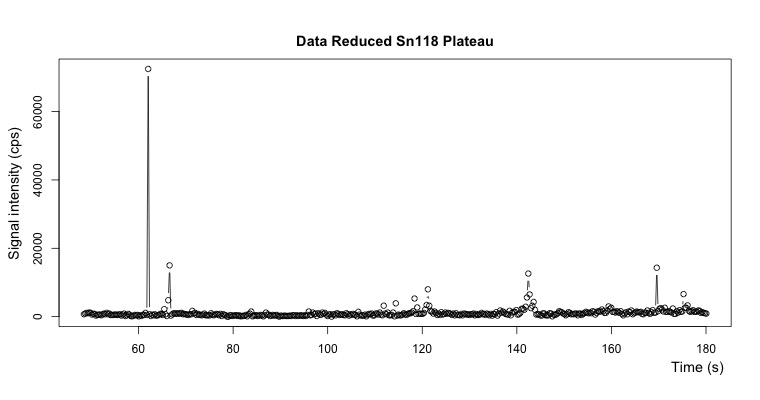 Data Reduced Sn118 Plateau
Signal intensity (cps)
60000
40000
20000
0
60 80 100 120 140 160 180
Time (s)